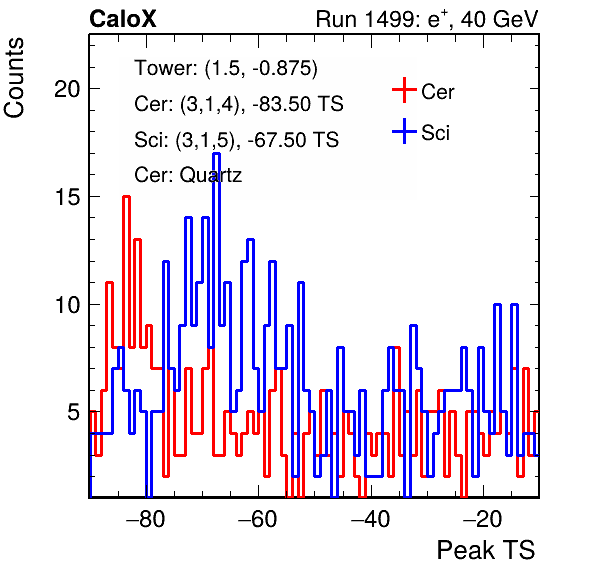 CaloX Run 1499: e⁺, 40 GeV
Counts
Tower: (1.5, -0.875)
Cer: (3,1,4), -83.50 TS
Sci: (3,1,5), -67.50 TS
Cer: Quartz
Cer
Sci
20
15
10
5
−80 −60 −40 −20
Peak TS